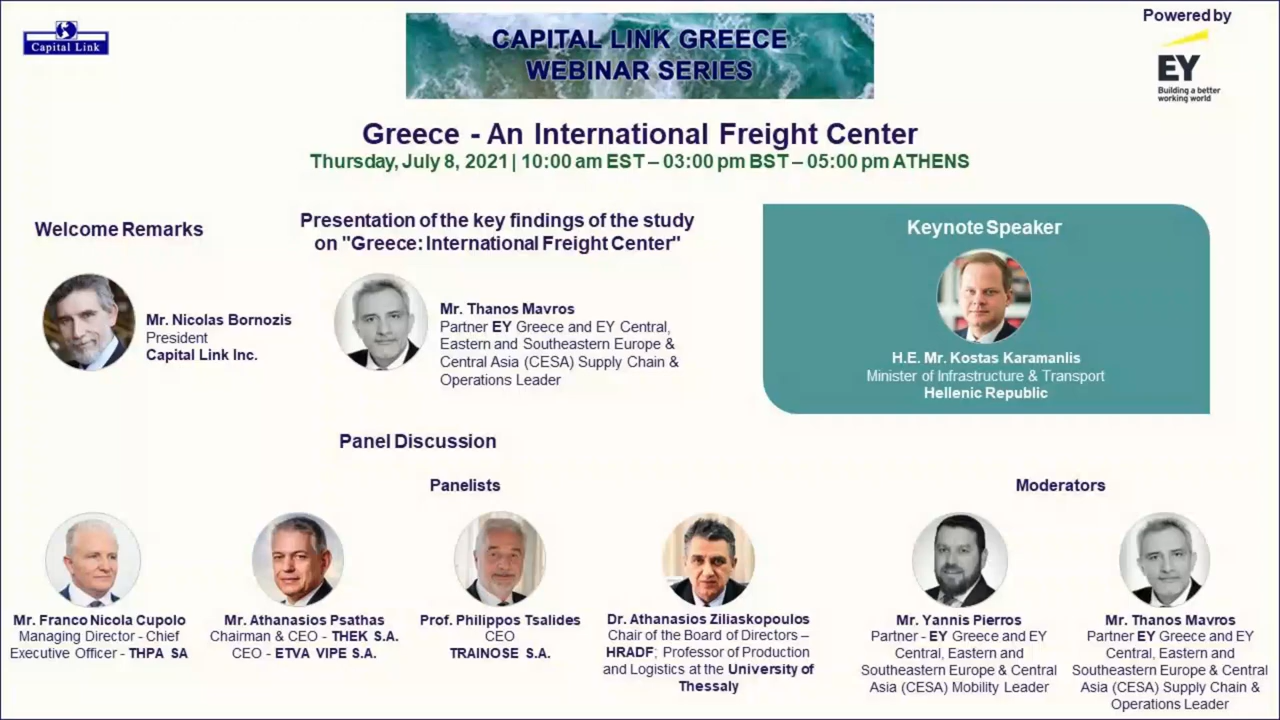 Capital Link
CAPITAL LINK GREECE
WEBINAR SERIES
Powered by
EY
Building a better
working world
Greece - An International Freight Center
Thursday, July 8, 2021 | 10:00 am EST – 03:00 pm BST – 05:00 pm ATHENS
Welcome Remarks
Mr. Nicolas Bornozis
President
Capital Link Inc.
Presentation of the key findings of the study
on "Greece: International Freight Center"
Mr. Thanos Mavros
Partner EY Greece and EY Central,
Eastern and Southeastern Europe &
Central Asia (CESA) Supply Chain &
Operations Leader
Keynote Speaker
H.E. Mr. Kostas Karamanlis
Minister of Infrastructure & Transport
Hellenic Republic
Panel Discussion
Panelists
Mr. Franco Nicola Cupolo
Managing Director - Chief
Executive Officer - THPA SA
Mr. Athanasios Psathas
Chairman & CEO - THEK S.A.
CEO - ETVA VIPE S.A.
Prof. Philippos Tsalides
CEO
TRAINOSE S.A.
Dr. Athanasios Ziliaskopoulos
Chair of the Board of Directors –
HRADF; Professor of Production
and Logistics at the University of
Thessaly
Moderators
Mr. Yannis Pierros
Partner - EY Greece and EY
Central, Eastern and
Southeastern Europe & Central
Asia (CESA) Mobility Leader
Mr. Thanos Mavros
Partner EY Greece and EY
Central, Eastern and
Southeastern Europe & Central
Asia (CESA) Supply Chain &
Operations Leader